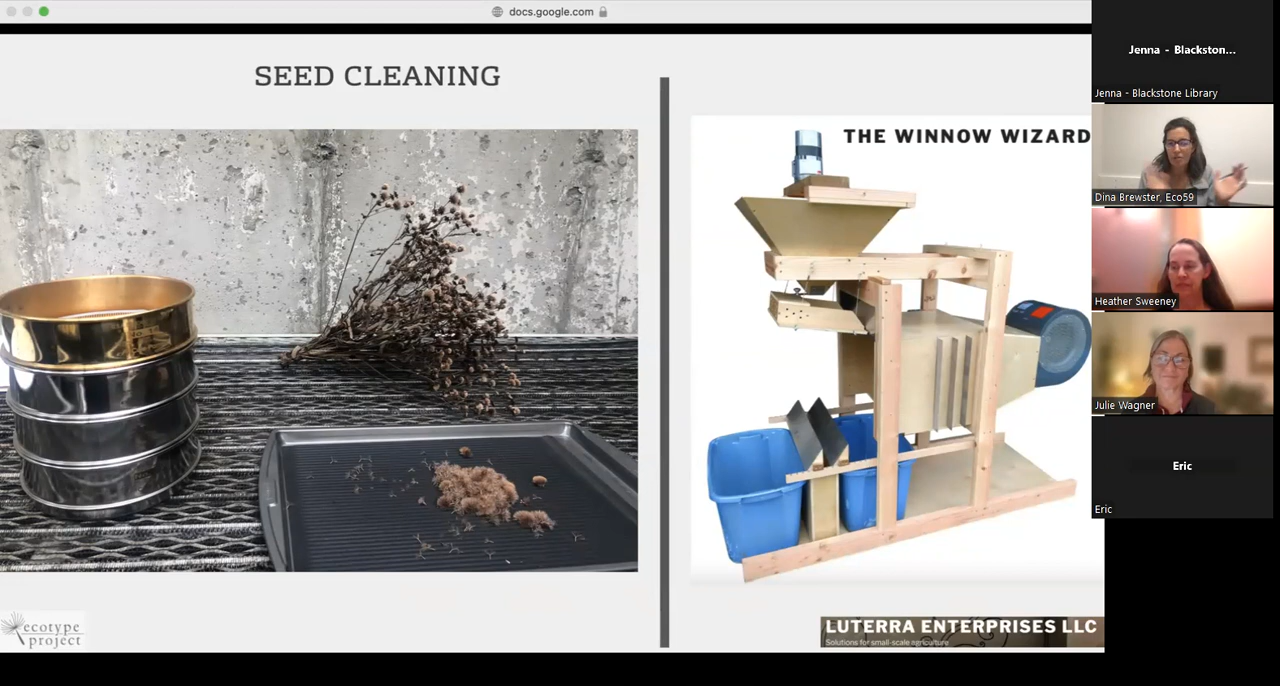 docs.google.com
SEED CLEANING
THE WINNOW WIZARD
ecotype
project
LUTERRA ENTERPRISES LLC
Solutions for small-scale agriculture
Jenna - Blackston...
Jenna - Blackstone Library
Dina Brewster, Eco59
Heather Sweeney
Julie Wagner
Eric
Eric